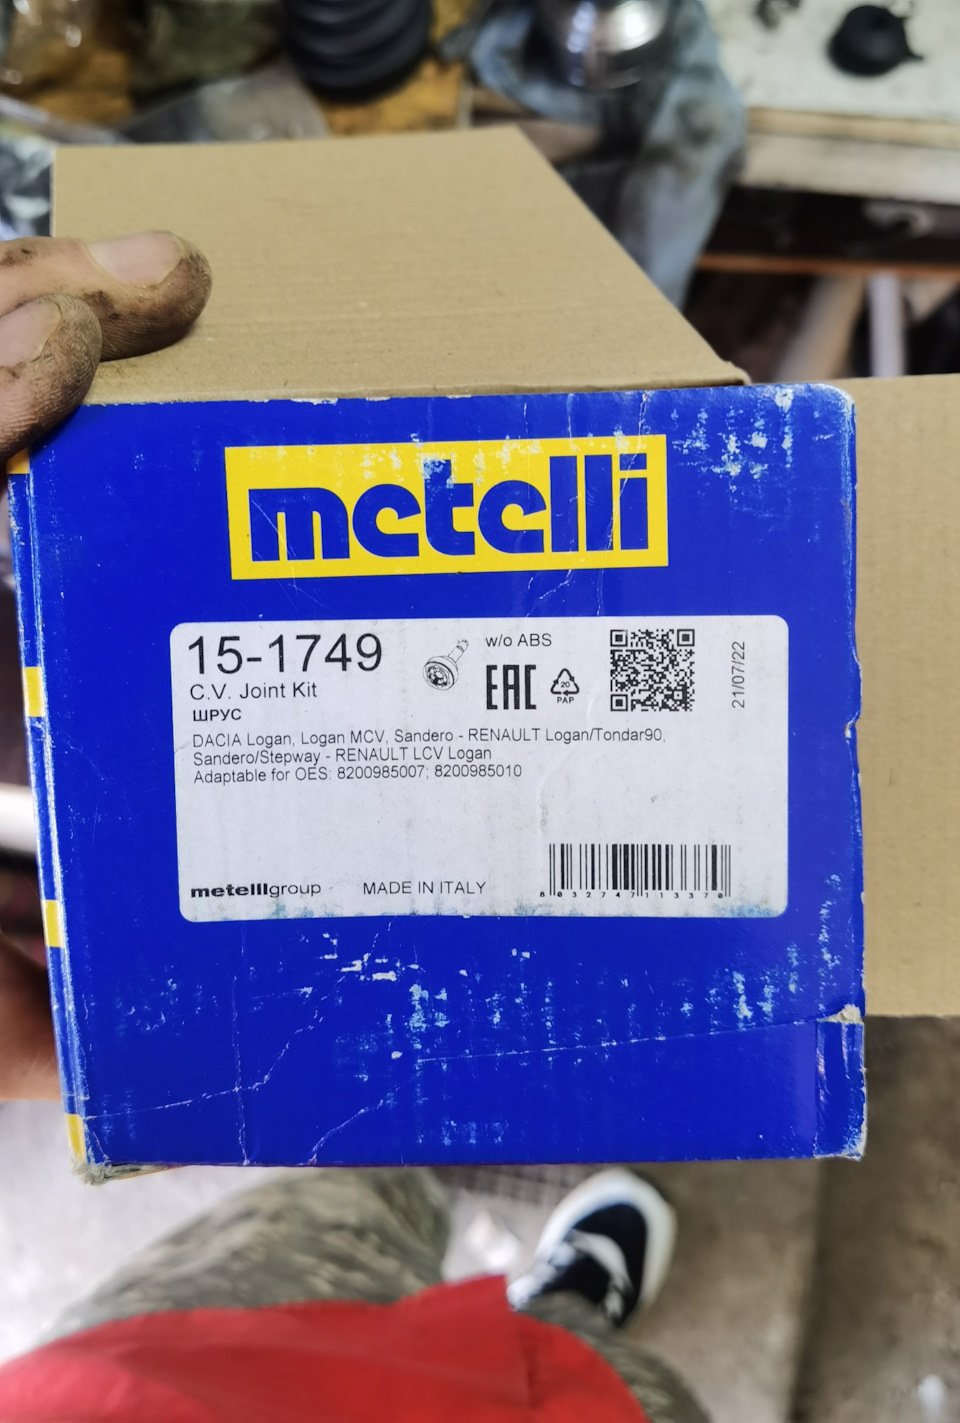 metelli
15-1749
w/o ABS
C.V. Joint Kit
ШРУС
EAC
20
PAP
21/07/22
DACIA Logan, Logan MCV, Sandero - RENAULT Logan/Tondar90,
Sandero/Stepway - RENAULT LCV Logan
Adaptable for OES: 8200985007; 8200985010
metelligroup
MADE IN ITALY
8032747113370